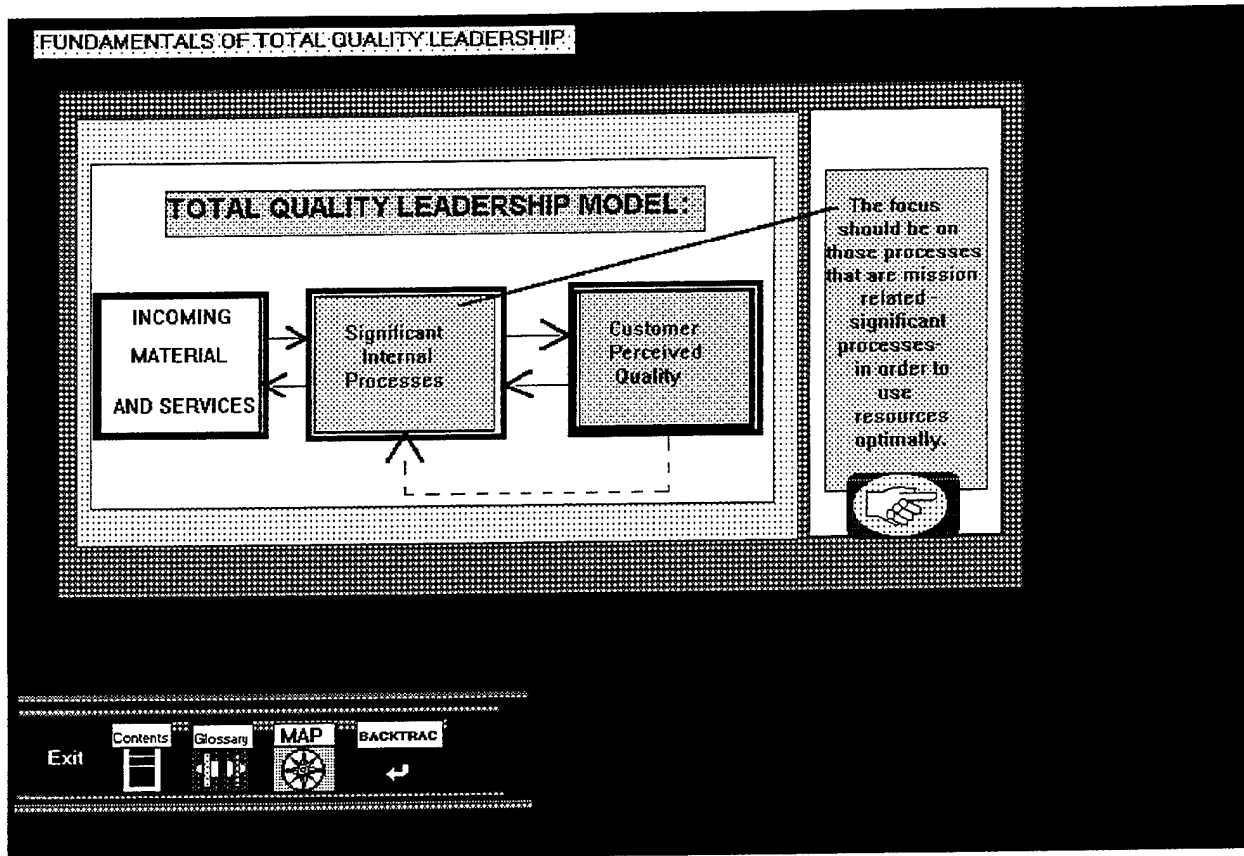 FUNDAMENTALS OF TOTAL QUALITY LEADERSHIP
TOTAL QUALITY LEADERSHIP MODEL:
INCOMING
MATERIAL
AND SERVICES
Significant
Internal
Processes
Customer
Perceived
Quality
The focus
should be on
those processes
that are mission
related-
significant
processes-
in order to
use
resources
optimally.
Exit
Contents
Glossary
MAP
BACKTRAC